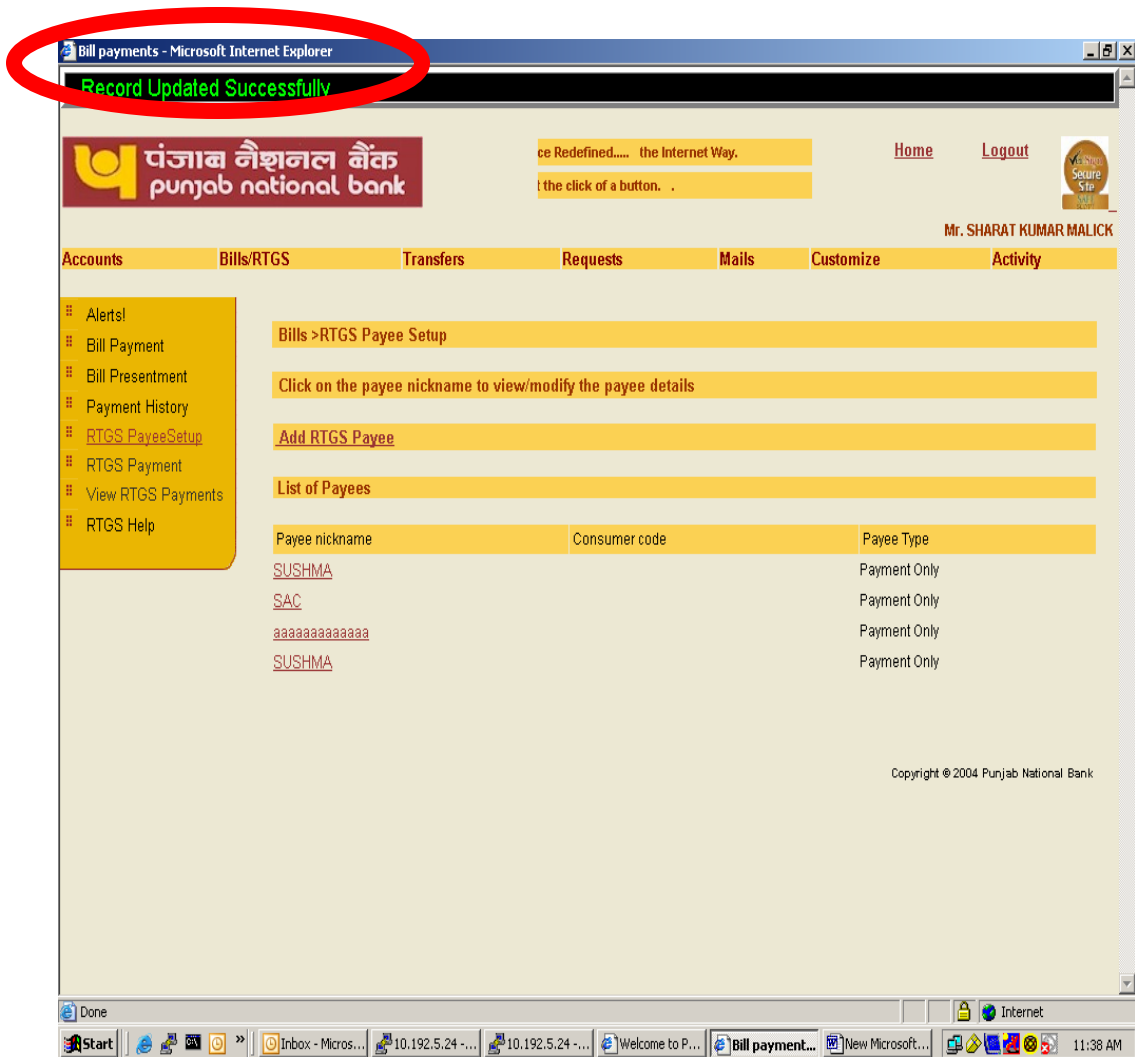 Bill payments - Microsoft Internet Explorer
Record Updated Successfully
पंजाब नैशनल बैंक
punjab national bank
ce Redefined..... the Internet Way.
t the click of a button. .
Home Logout
Secure
Site
Mr. SHARAT KUMAR MALICK
Accounts Bills/RTGS Transfers Requests Mails Customize Activity
Alerts!
Bill Payment
Bill Presentment
Payment History
RTGS PayeeSetup
RTGS Payment
View RTGS Payments
RTGS Help
Bills >RTGS Payee Setup
Click on the payee nickname to view/modify the payee details
Add RTGS Payee
List of Payees
Payee nickname Consumer code Payee Type
SUSHMA Payment Only
SAC Payment Only
aaaaaaaaaaaaa Payment Only
SUSHMA Payment Only
Copyright © 2004 Punjab National Bank
Done Internet
Start » Inbox - Micros... 10.192.5.24 -... 10.192.5.24 -... Welcome to P... Bill payment... New Microsoft... 11:38 AM